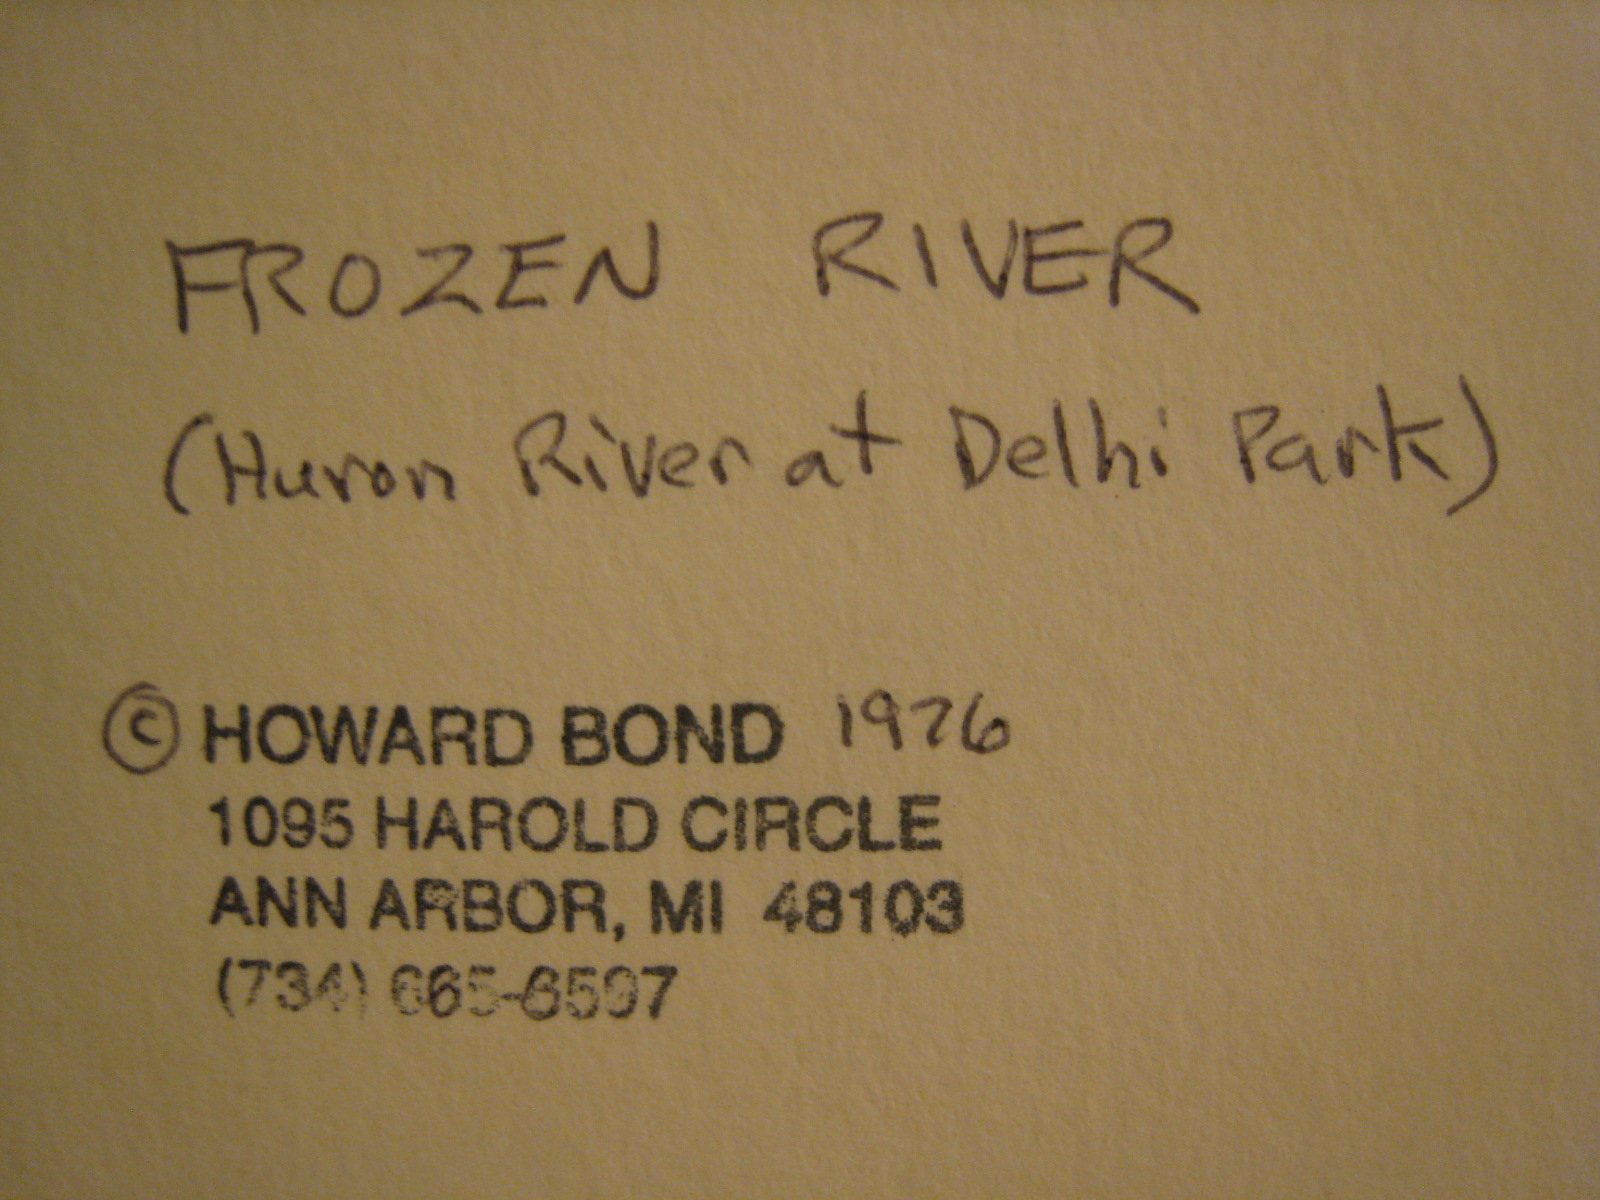 FROZEN RIVER
(Huron River at Delhi Park)
© HOWARD BOND 1976
1095 HAROLD CIRCLE
ANN ARBOR, MI 48103
(734) 665-6597